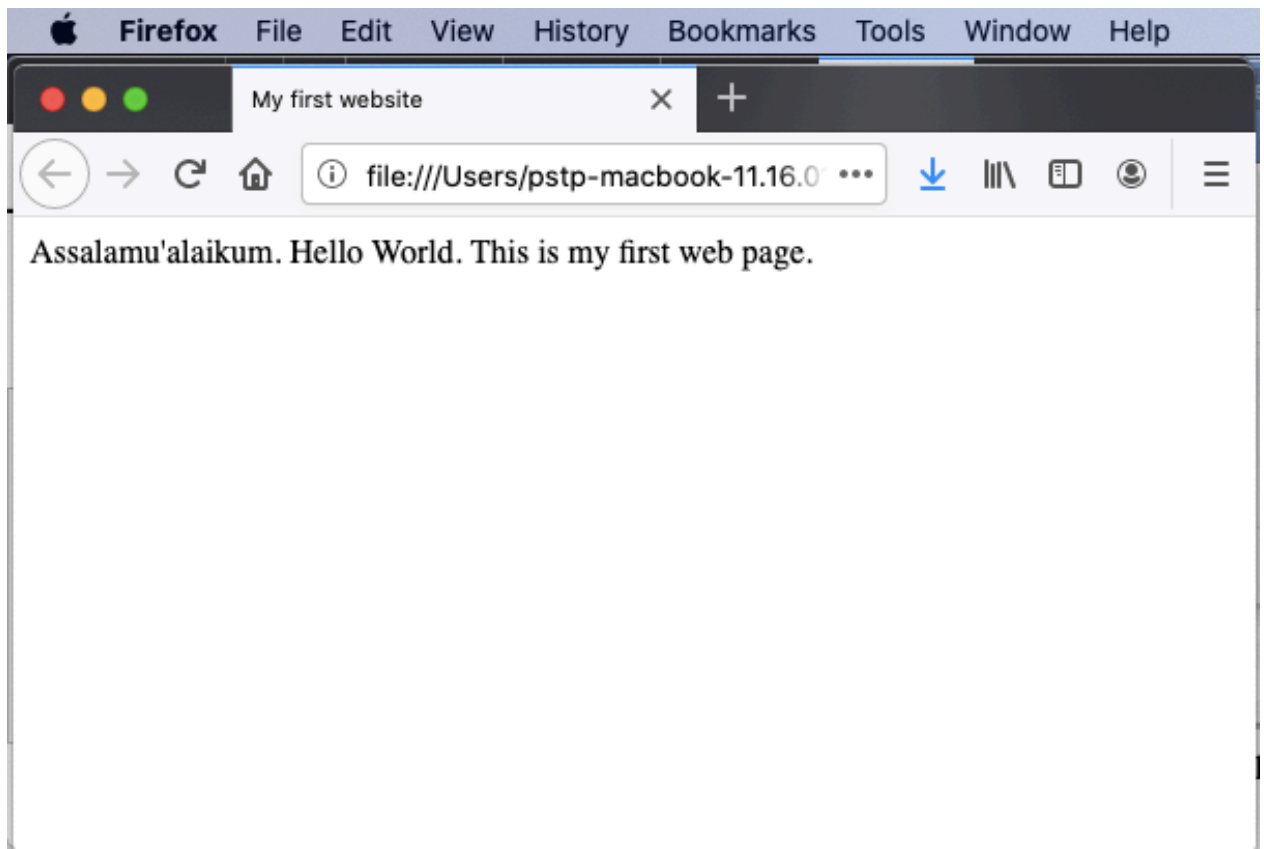 Firefox File Edit View History Bookmarks Tools Window Help
My first website
file:///Users/pstp-macbook-11.16.0
Assalamu'alaikum. Hello World. This is my first web page.